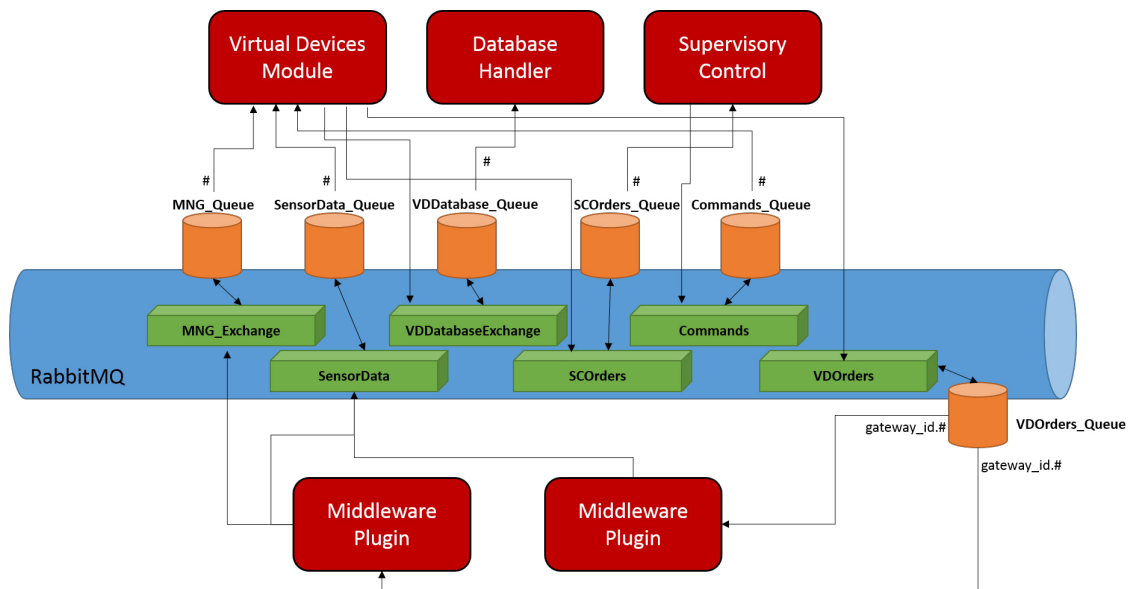 Virtual Devices
Module
Database
Handler
Supervisory
Control
#
#
#
#
#
MNG_Queue
SensorData_Queue
VDDatabase_Queue
SCOrders_Queue
Commands_Queue
MNG_Exchange
VDDatabaseExchange
Commands
SensorData
SCOrders
VDOrders
RabbitMQ
gateway_id.#
VDOrders_Queue
gateway_id.#
Middleware
Plugin
Middleware
Plugin